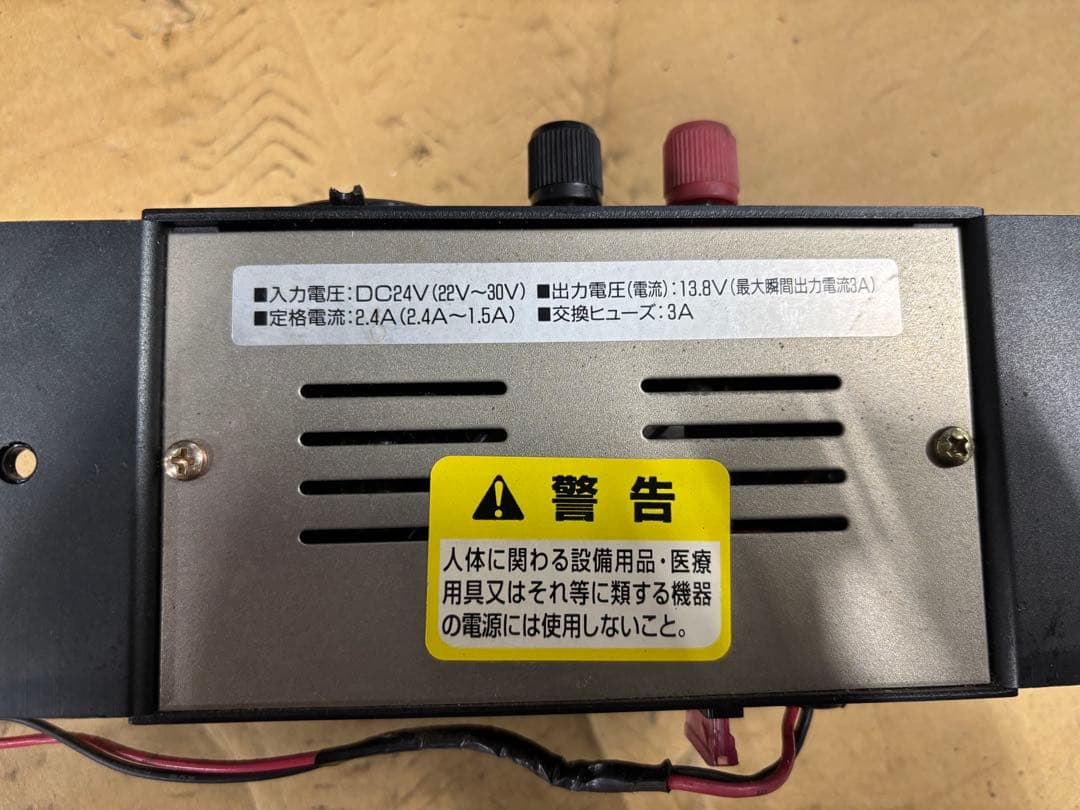 ■入力電圧：DC24V（22V〜30V） ■出力電圧（電流）：13.8V（最大瞬間出力電流3A）
■定格電流：2.4A（2.4A〜1.5A） ■交換ヒューズ：3A
警告
人体に関わる設備用品・医療
用具又はそれ等に類する機器
の電源には使用しないこと。